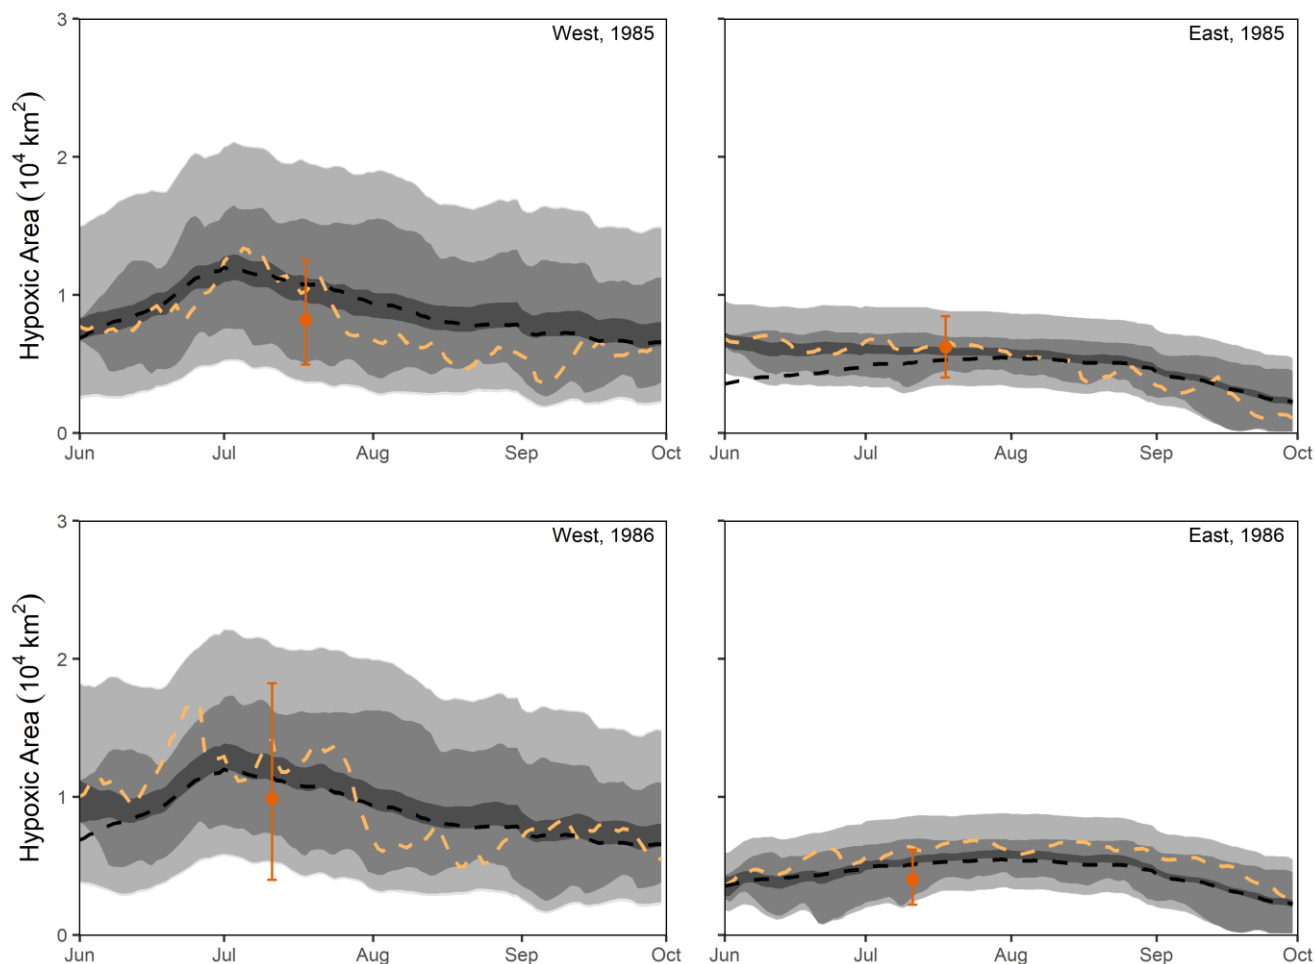 West, 1985
East, 1985
Hypoxic Area (10⁴ km²)
3
2
1
0
Jun Jul Aug Sep Oct
Jun Jul Aug Sep Oct
West, 1986
East, 1986
Hypoxic Area (10⁴ km²)
3
2
1
0
Jun Jul Aug Sep Oct
Jun Jul Aug Sep Oct